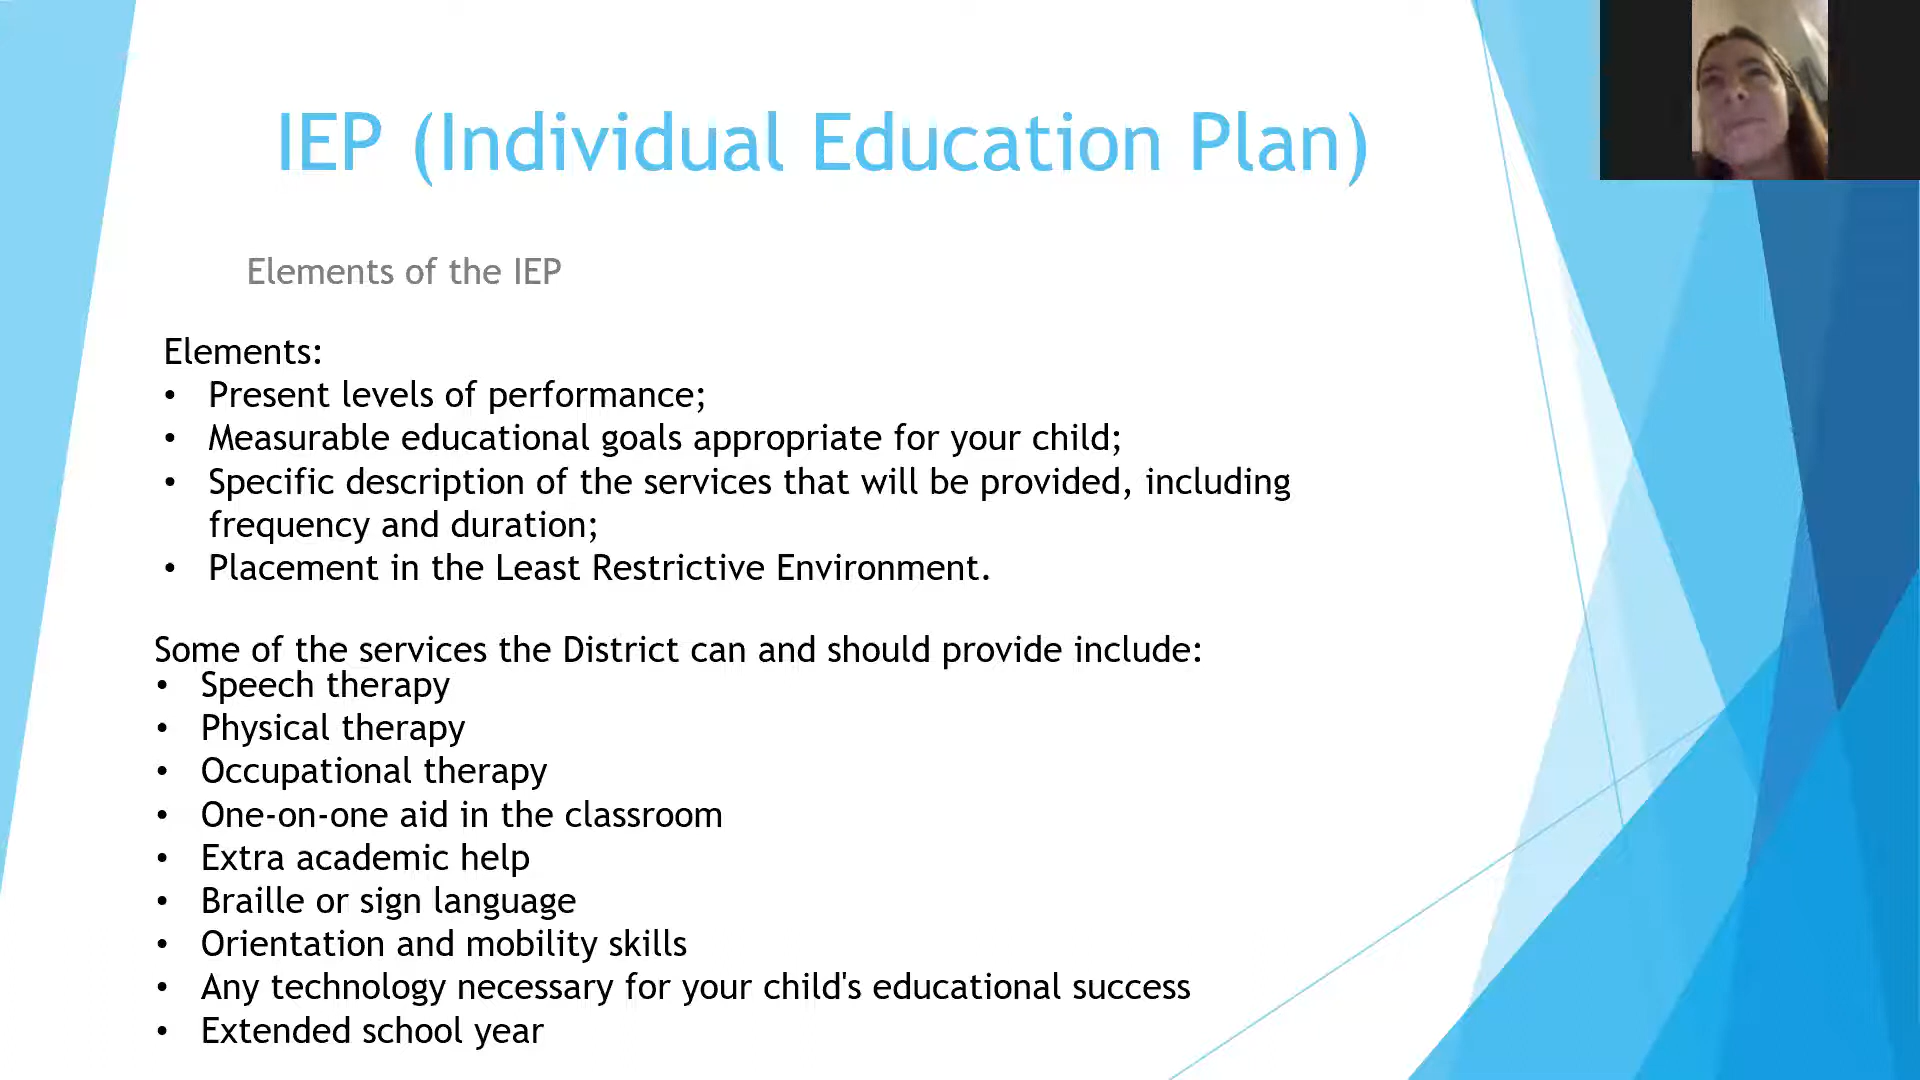 IEP (Individual Education Plan)
Elements of the IEP
Elements:
• Present levels of performance;
• Measurable educational goals appropriate for your child;
• Specific description of the services that will be provided, including
frequency and duration;
• Placement in the Least Restrictive Environment.
Some of the services the District can and should provide include:
• Speech therapy
• Physical therapy
• Occupational therapy
• One-on-one aid in the classroom
• Extra academic help
• Braille or sign language
• Orientation and mobility skills
• Any technology necessary for your child's educational success
• Extended school year